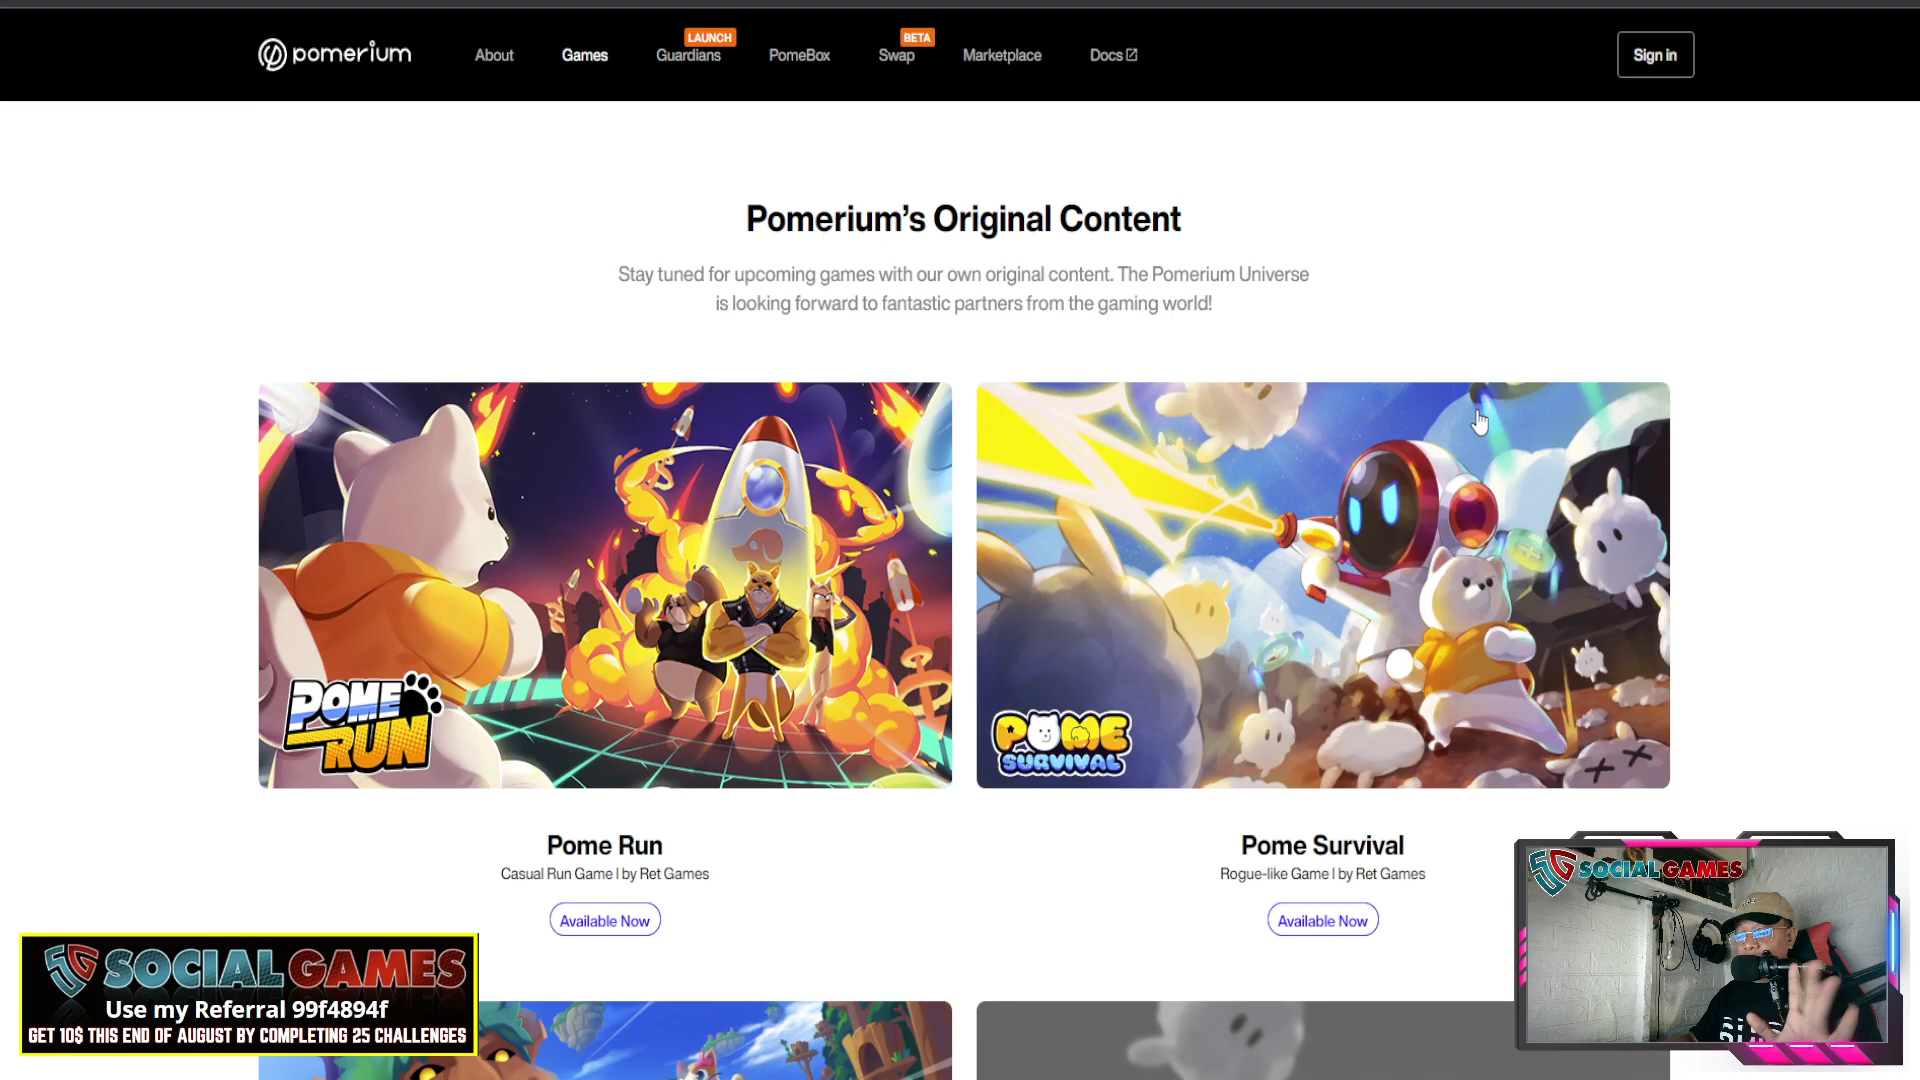 pomerium
About
Games
LAUNCH
Guardians
PomeBox
BETA
Swap
Marketplace
Docs
Sign in
Pomerium’s Original Content
Stay tuned for upcoming games with our own original content. The Pomerium Universe
is looking forward to fantastic partners from the gaming world!
POME
RUN
POME
SURVIVAL
Pome Run
Casual Run Game | by Ret Games
Available Now
Pome Survival
Rogue-like Game | by Ret Games
Available Now
SG SOCIAL GAMES
Use my Referral 99f4894f
GET 10$ THIS END OF AUGUST BY COMPLETING 25 CHALLENGES
SG SOCIALGAMES